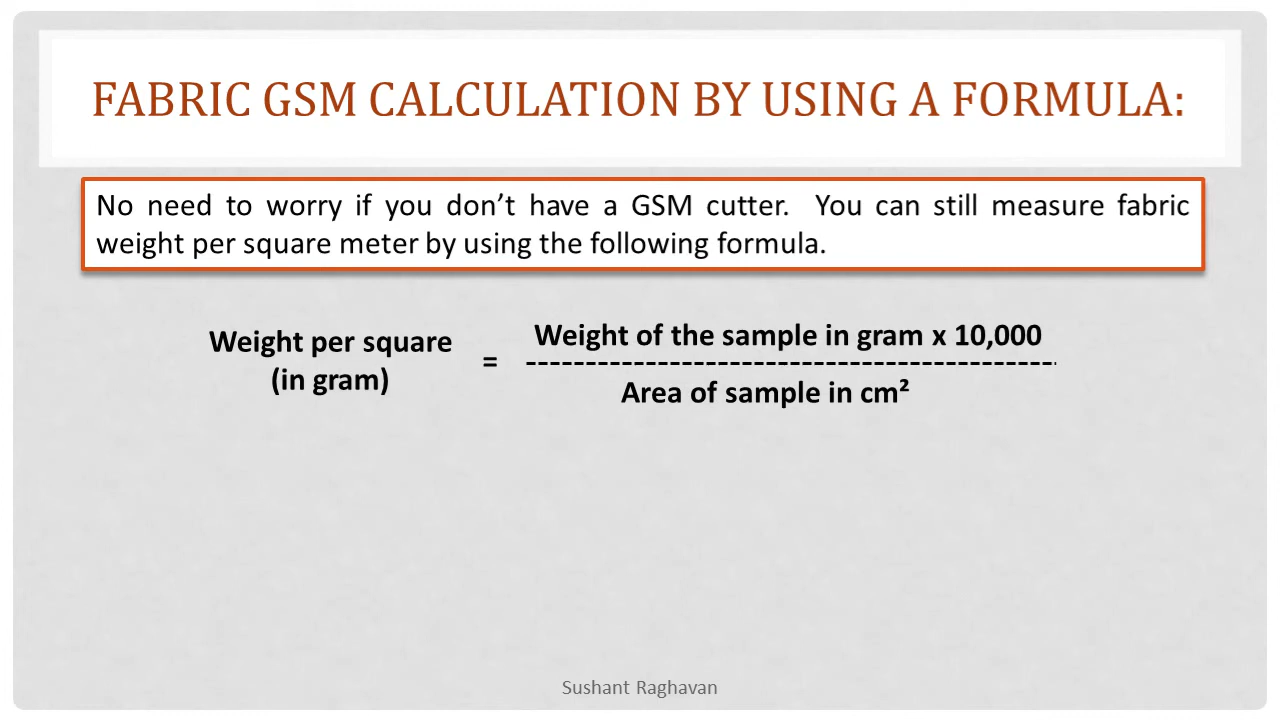 FABRIC GSM CALCULATION BY USING A FORMULA:
No need to worry if you don’t have a GSM cutter. You can still measure fabric
weight per square meter by using the following formula.
Weight per square
(in gram)
=
Weight of the sample in gram x 10,000
--------------------------------------------
Area of sample in cm²
Sushant Raghavan